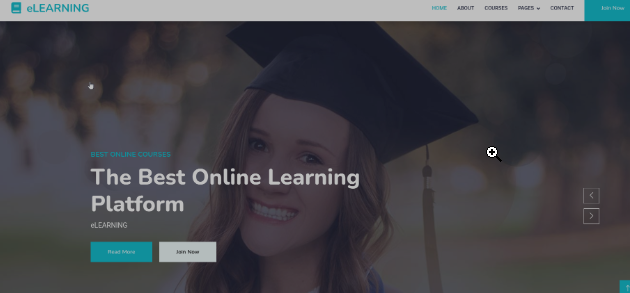 eLEARNING
HOME ABOUT COURSES PAGES CONTACT Join Now
BEST ONLINE COURSES
The Best Online Learning
Platform
eLEARNING
Read More Join Now